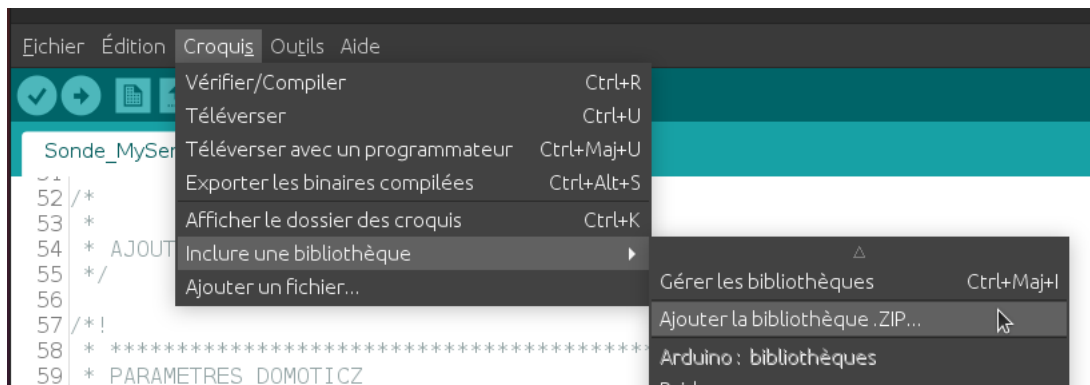 Fichier Édition Croquis Outils Aide
Vérifier/Compiler Ctrl+R
Téléverser Ctrl+U
Téléverser avec un programmateur Ctrl+Maj+U
Exporter les binaires compilées Ctrl+Alt+S
Afficher le dossier des croquis Ctrl+K
Inclure une bibliothèque
Ajouter un fichier...
Gérer les bibliothèques Ctrl+Maj+I
Ajouter la bibliothèque .ZIP...
Arduino : bibliothèques
Sonde_MySer
52 /*
53 *
54 * AJOUT
55 */
56
57 /*!
58 * ******************************************
59 * PARAMETRES DOMOTICZ